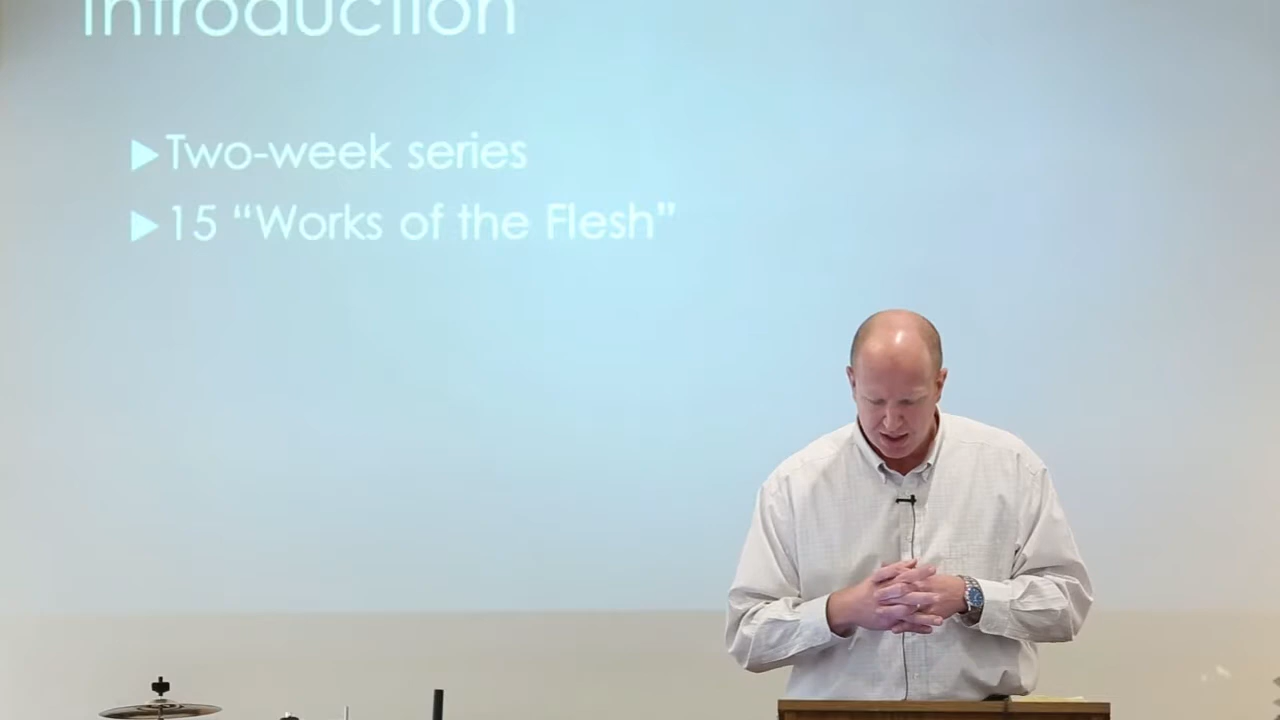 Introduction
Two-week series
15 “Works of the Flesh”